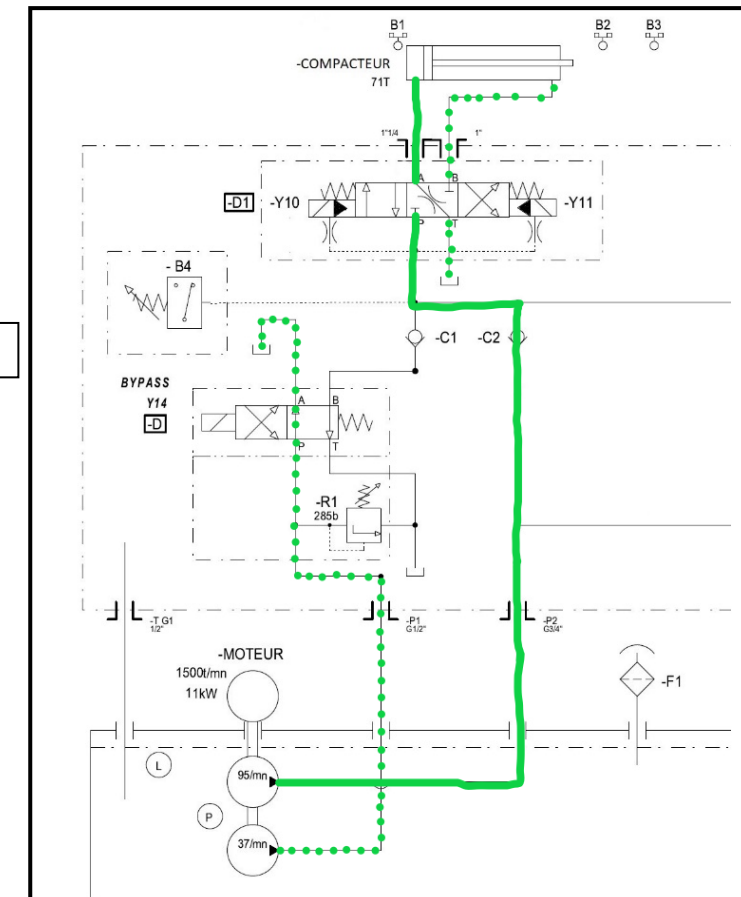 B1
B2
B3
-COMPACTEUR
71T
1"1/4
1"
A
B
-D1
-Y10
-Y11
P
T
- B4
-C1
-C2
BYPASS
Y14
-D
A
B
P
T
-R1
285b
-T G1
1/2"
-P1
G1/2"
-P2
G3/4"
-MOTEUR
1500t/mn
11kW
-F1
L
95/mn
P
37/mn